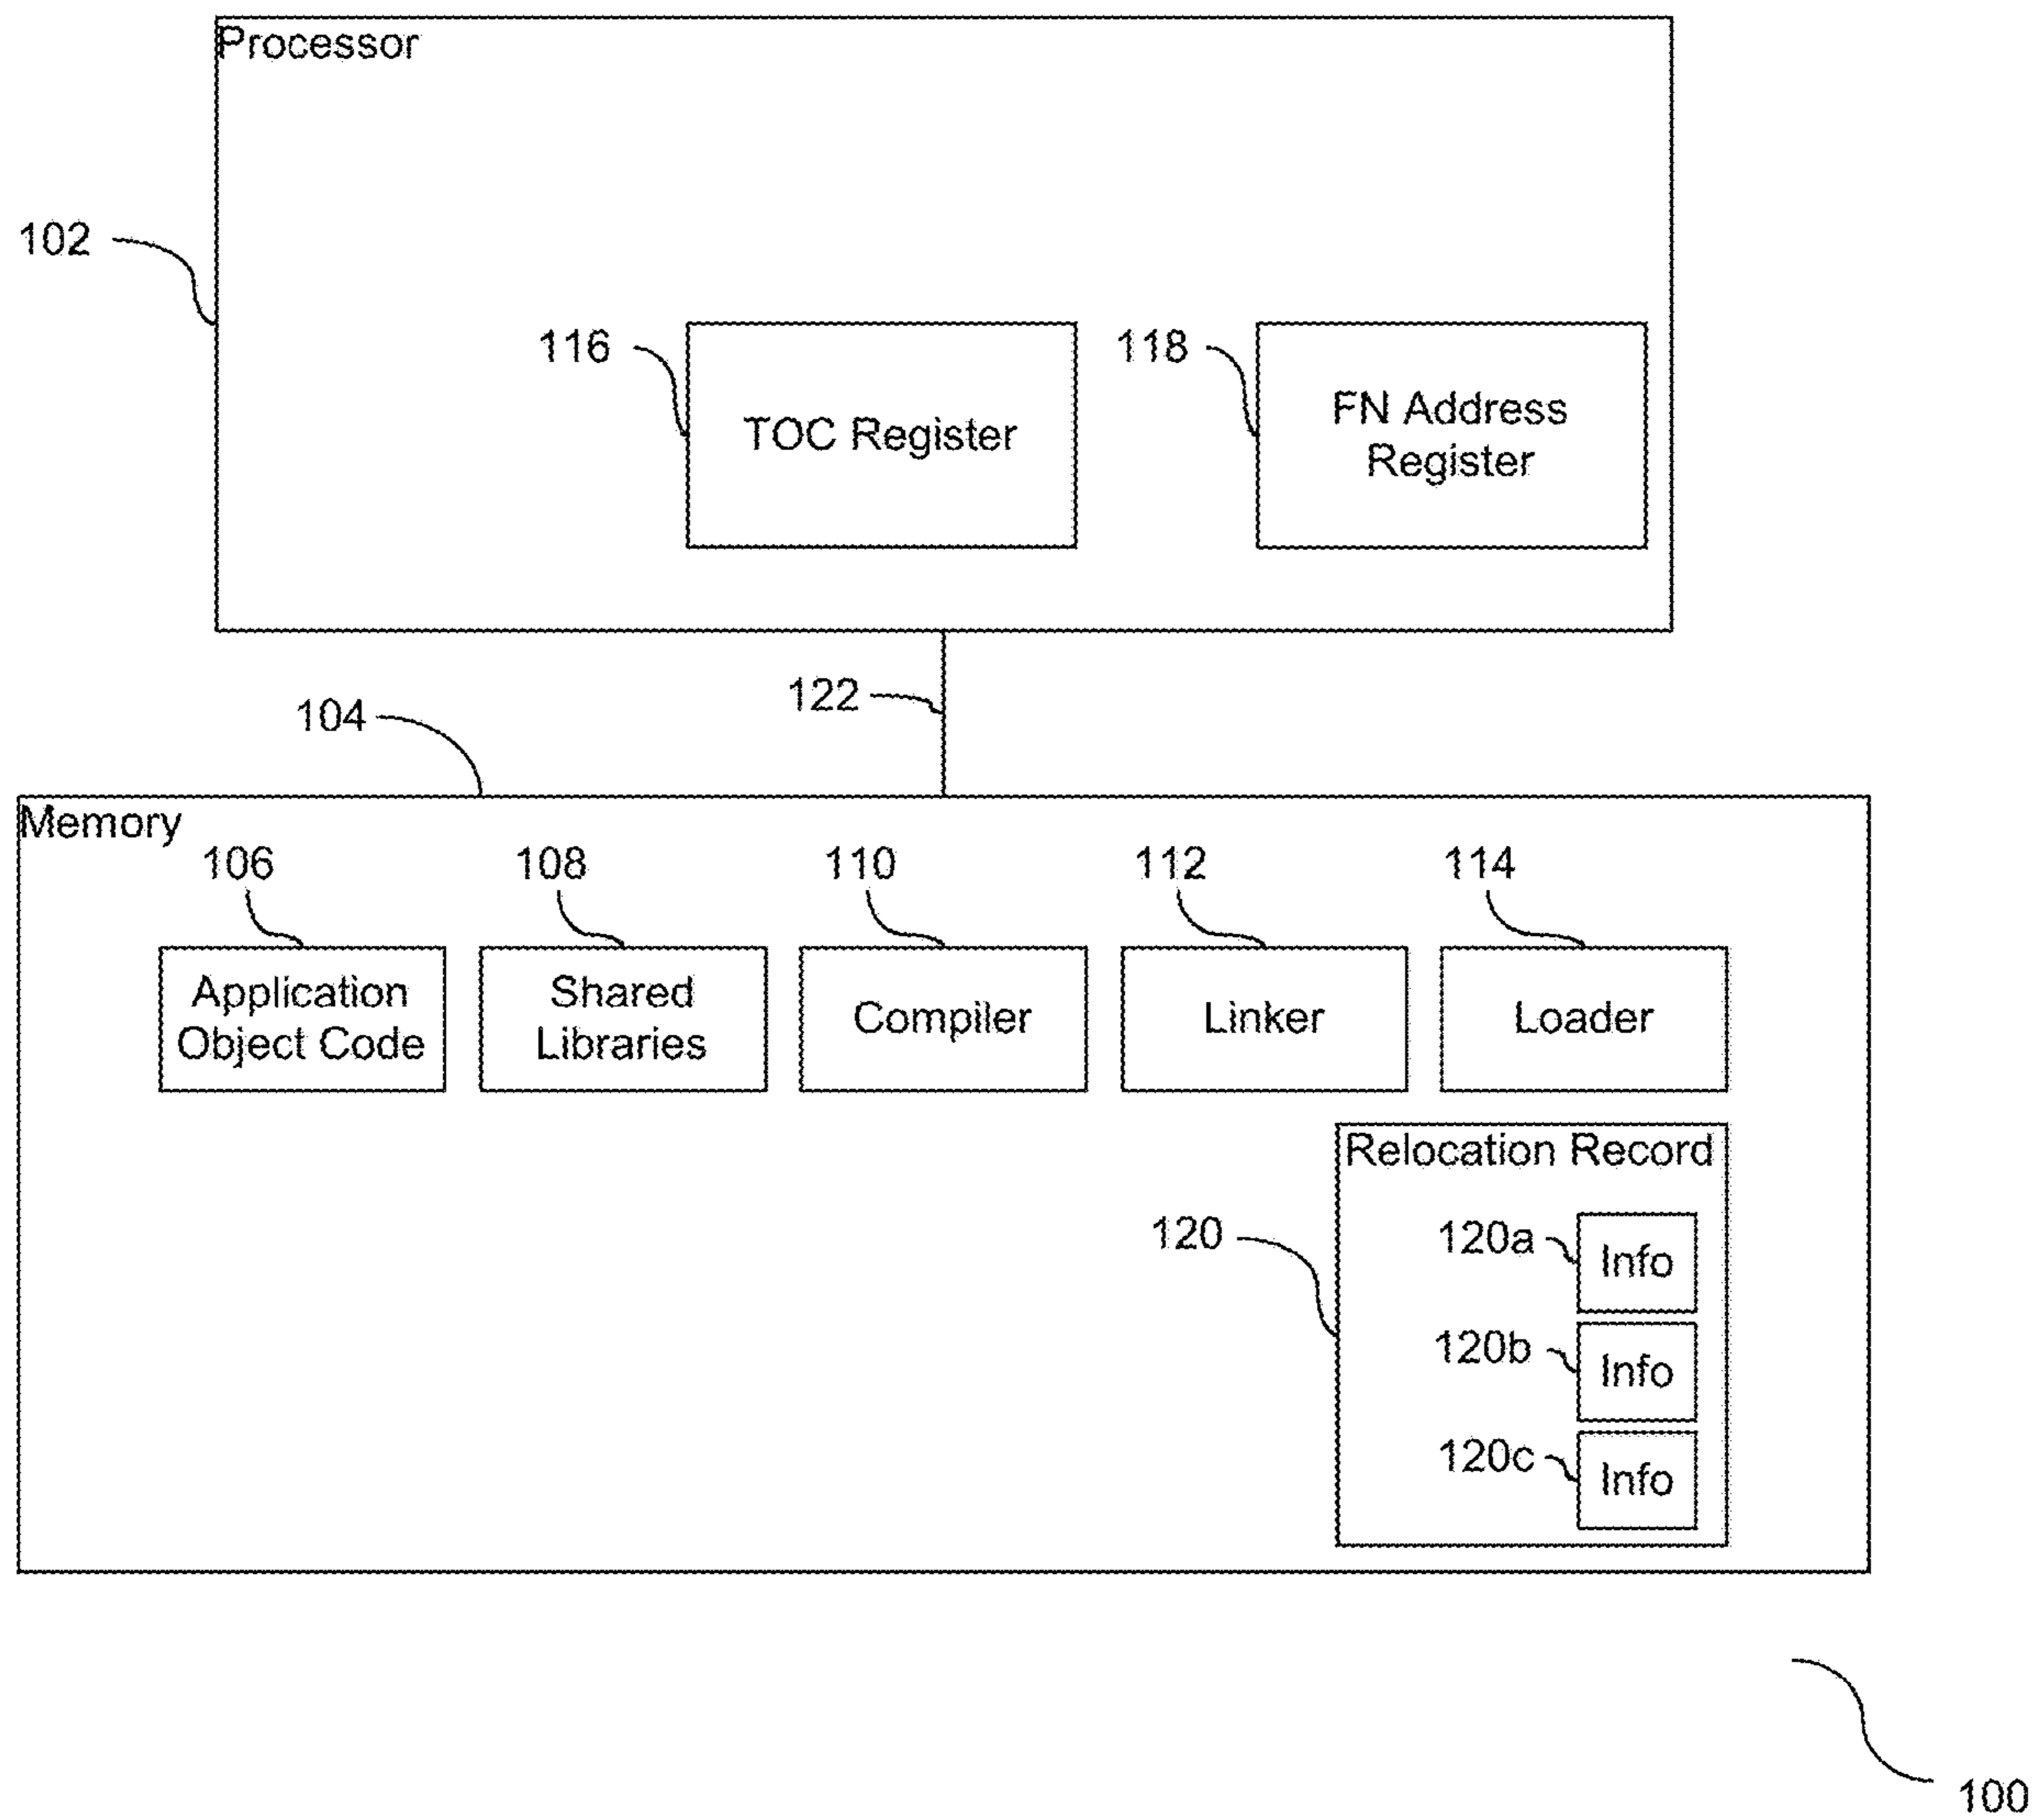 Processor
102
116
118
TOC Register
FN Address
Register
122
104
Memory
106
108
110
112
114
Application
Object Code
Shared
Libraries
Compiler
Linker
Loader
Relocation Record
120
120a
Info
120b
Info
120c
Info
100